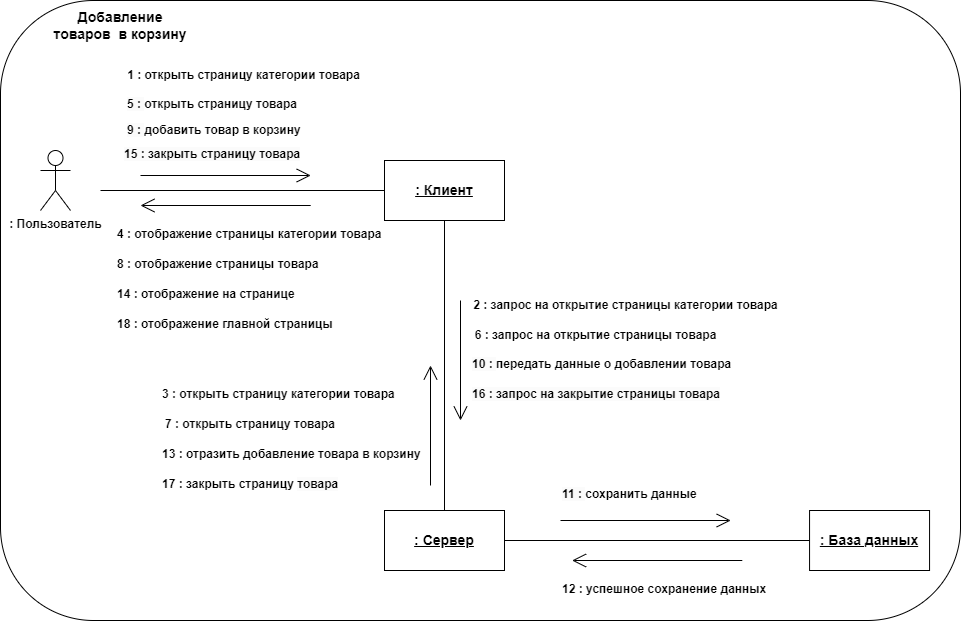 Добавление
товаров в корзину
1 : открыть страницу категории товара
5 : открыть страницу товара
9 : добавить товар в корзину
15 : закрыть страницу товара
: Пользователь
: Клиент
4 : отображение страницы категории товара
8 : отображение страницы товара
14 : отображение на странице
18 : отображение главной страницы
2 : запрос на открытие страницы категории товара
6 : запрос на открытие страницы товара
10 : передать данные о добавлении товара
16 : запрос на закрытие страницы товара
3 : открыть страницу категории товара
7 : открыть страницу товара
13 : отразить добавление товара в корзину
17 : закрыть страницу товара
11 : сохранить данные
: Сервер
: База данных
12 : успешное сохранение данных